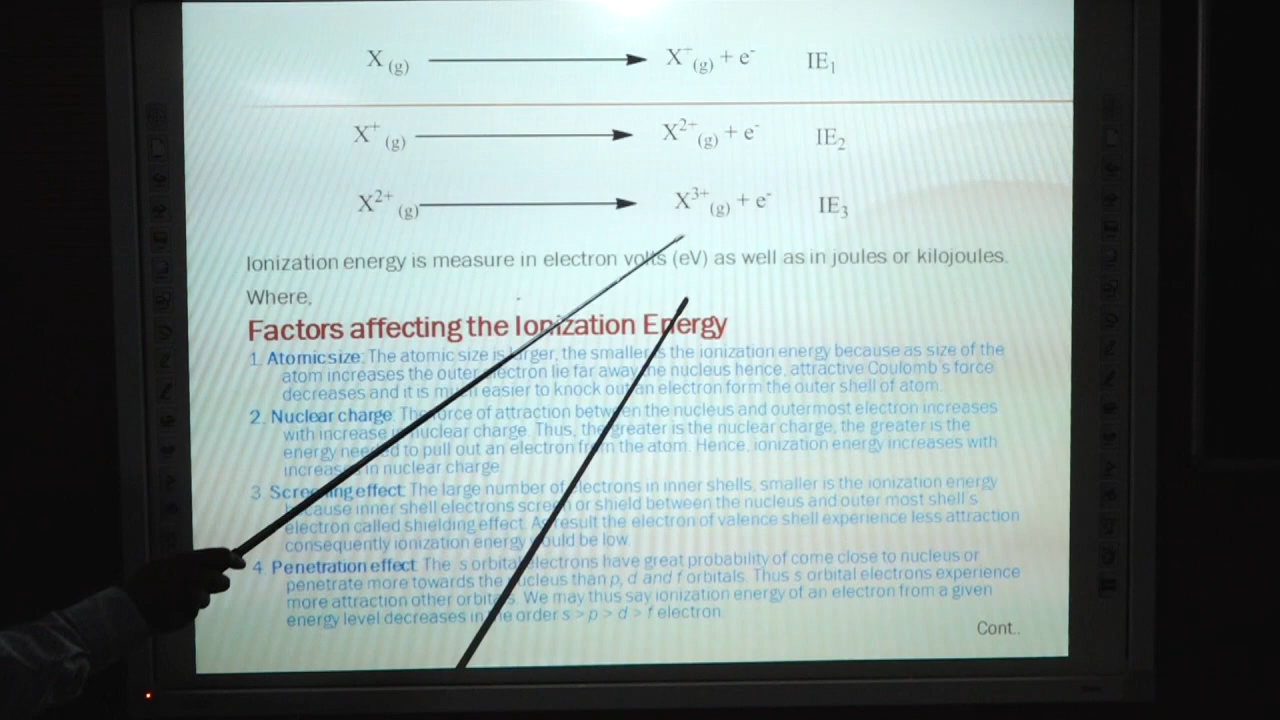 X (g) ⟶ X⁺(g) + e⁻ IE₁
X⁺ (g) ⟶ X²⁺(g) + e⁻ IE₂
X²⁺ (g) ⟶ X³⁺(g) + e⁻ IE₃
Ionization energy is measure in electron volts (eV) as well as in joules or kilojoules.
Where,
Factors affecting the Ionization Energy
1. Atomic size: The atomic size is larger, the smaller is the ionization energy because as size of the
atom increases the outer electron lie far away the nucleus hence, attractive Coulomb's force
decreases and it is much easier to knock out an electron form the outer shell of atom.
2. Nuclear charge: The force of attraction between the nucleus and outermost electron increases
with increase in nuclear charge. Thus, the greater is the nuclear charge, the greater is the
energy needed to pull out an electron from the atom. Hence, ionization energy increases with
increase in nuclear charge.
3 Screening effect: The large number of electrons in inner shells, smaller is the ionization energy
because inner shell electrons screen or shield between the nucleus and outer most shell's
electron called shielding effect. As result the electron of valence shell experience less attraction
consequently ionization energy would be low.
4 Penetration effect: The s orbital electrons have great probability of come close to nucleus or
penetrate more towards the nucleus than p, d and f orbitals. Thus s orbital electrons experience
more attraction other orbitals. We may thus say ionization energy of an electron from a given
energy level decreases in the order s > p > d > f electron.
Cont..